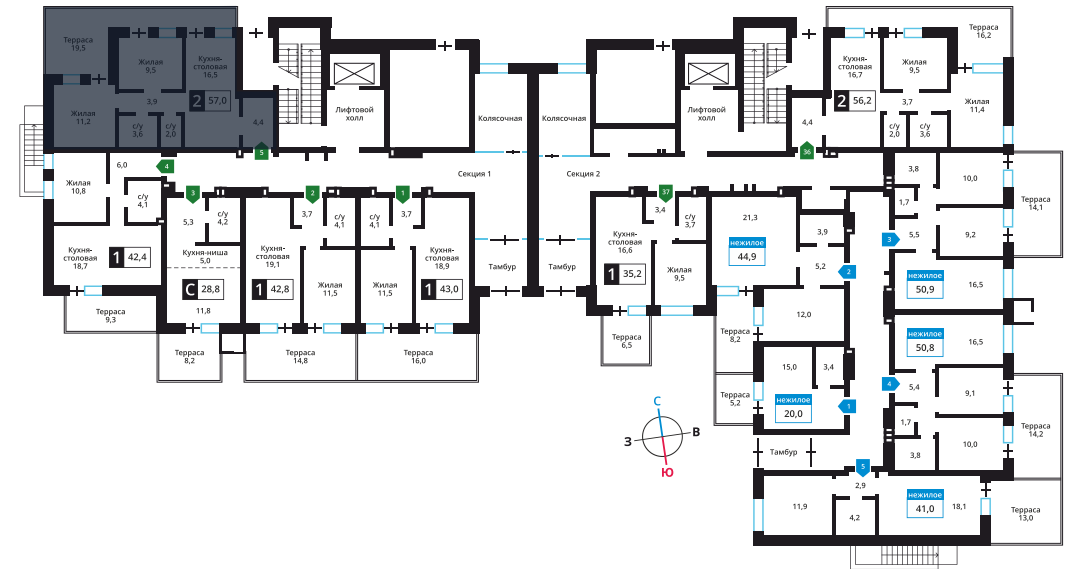 Терраса
19,5
Жилая
9,5
Кухня-
столовая
16,5
2 57,0
3,9
Жилая
11,2
с/у
3,6
с/у
2,0
4,4
5
Лифтовой
холл
Колясочная
Секция 1
Тамбур
6,0
4
Жилая
10,8
с/у
4,1
Кухня-
столовая
18,7
1 42,4
Терраса
9,3
3
5,3
с/у
4,2
Кухня-ниша
5,0
С 28,8
11,8
Терраса
8,2
2
3,7
с/у
4,1
Кухня-
столовая
19,1
1 42,8
Жилая
11,5
Терраса
14,8
1
с/у
4,1
3,7
Жилая
11,5
Кухня-
столовая
18,9
1 43,0
Терраса
16,0
Колясочная
Секция 2
Тамбур
Лифтовой
холл
Терраса
16,2
Кухня-
столовая
16,7
Жилая
9,5
2 56,2
3,7
Жилая
11,4
4,4
с/у
2,0
с/у
3,6
36
37
3,4
с/у
3,7
Кухня-
столовая
16,6
1 35,2
Жилая
9,5
Терраса
6,5
21,3
нежилое
44,9
3,9
5,2
2
12,0
Терраса
8,2
15,0
3,4
нежилое
20,0
1
Терраса
5,2
Тамбур
3,8
10,0
1,7
5,5
9,2
3
нежилое
50,9
16,5
Терраса
14,1
нежилое
50,8
16,5
4
5,4
9,1
1,7
3,8
10,0
Терраса
14,2
5
2,9
11,9
4,2
нежилое
41,0
18,1
Терраса
13,0
С
З
В
Ю